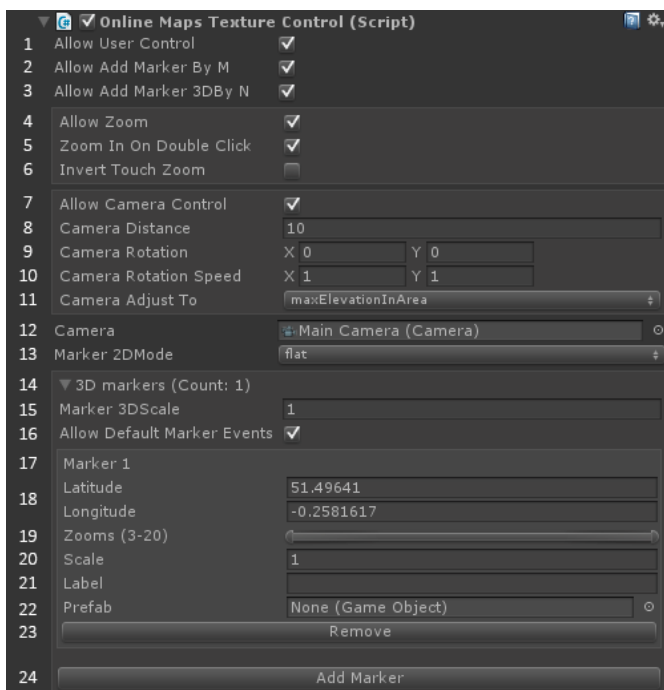 Online Maps Texture Control (Script)
1 Allow User Control
2 Allow Add Marker By M
3 Allow Add Marker 3DBy N
4 Allow Zoom
5 Zoom In On Double Click
6 Invert Touch Zoom
7 Allow Camera Control
8 Camera Distance 10
9 Camera Rotation X 0 Y 0
10 Camera Rotation Speed X 1 Y 1
11 Camera Adjust To maxElevationInArea
12 Camera Main Camera (Camera)
13 Marker 2DMode flat
14 3D markers (Count: 1)
15 Marker 3DScale 1
16 Allow Default Marker Events
17 Marker 1
18 Latitude 51.49641
Longitude -0.2581617
19 Zooms (3-20)
20 Scale 1
21 Label
22 Prefab None (Game Object)
23 Remove
24 Add Marker